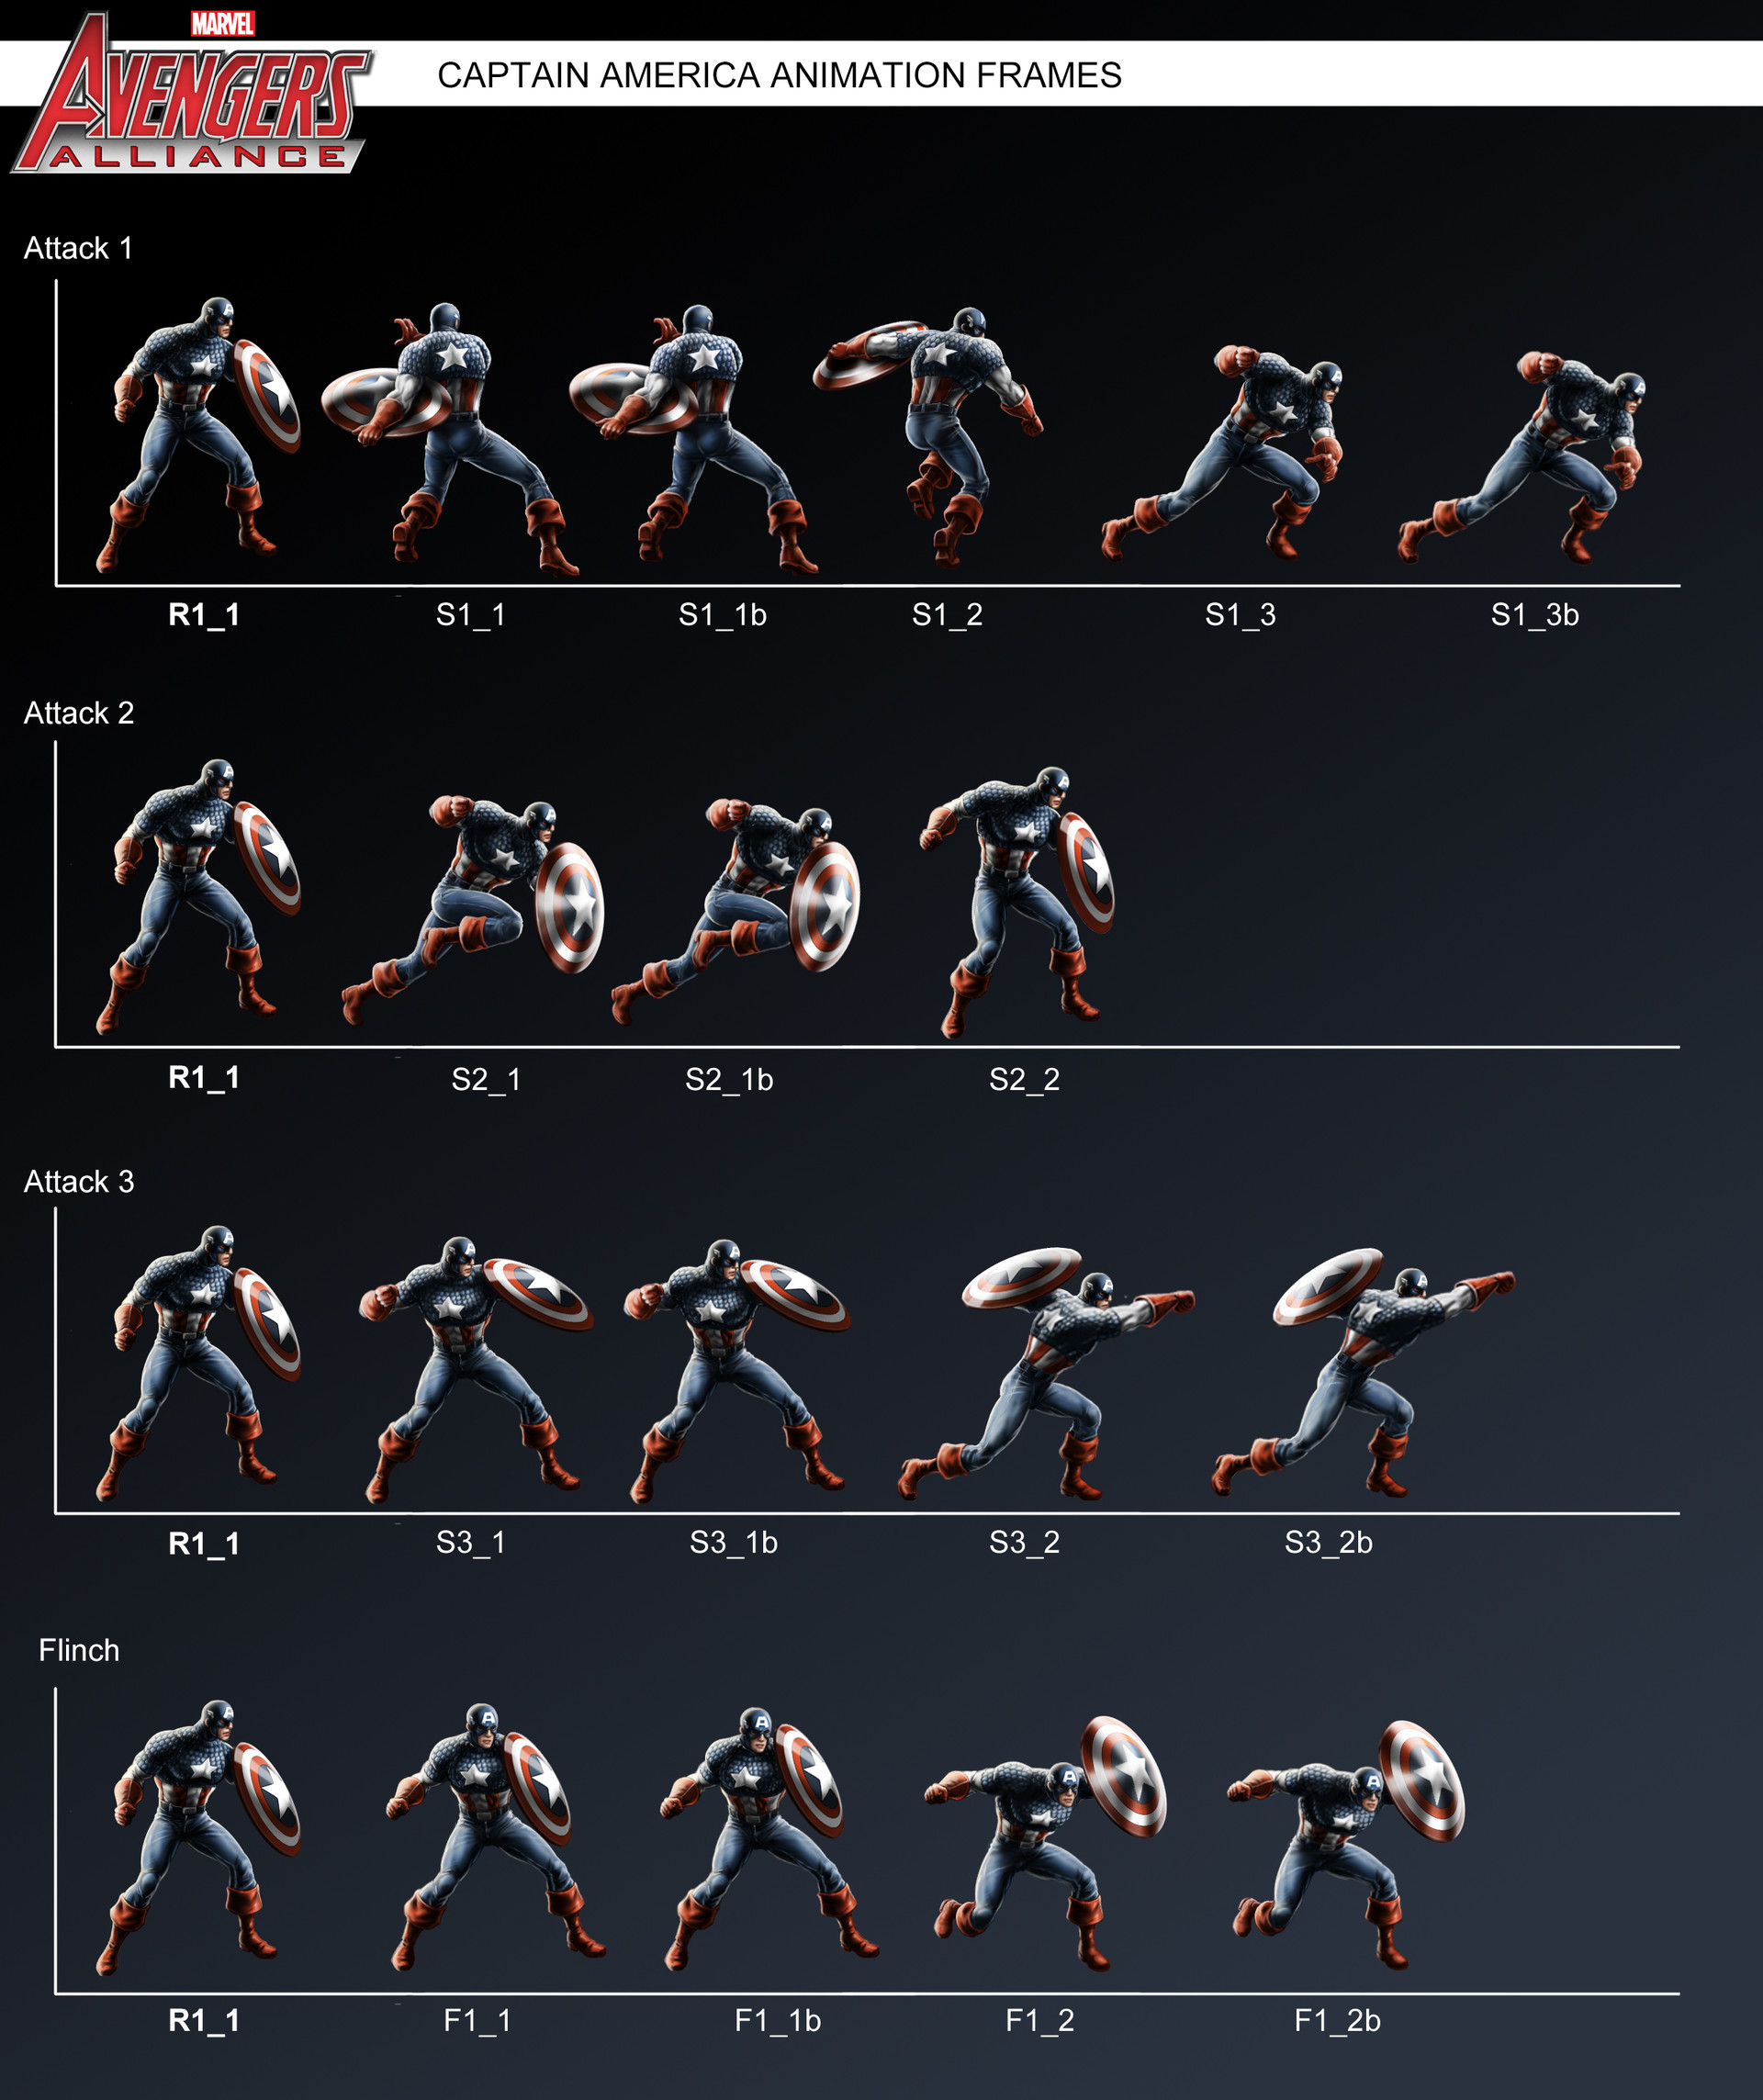 MARVEL
AVENGERS
ALLIANCE
CAPTAIN AMERICA ANIMATION FRAMES
Attack 1
R1_1 S1_1 S1_1b S1_2 S1_3 S1_3b
Attack 2
R1_1 S2_1 S2_1b S2_2
Attack 3
R1_1 S3_1 S3_1b S3_2 S3_2b
Flinch
R1_1 F1_1 F1_1b F1_2 F1_2b